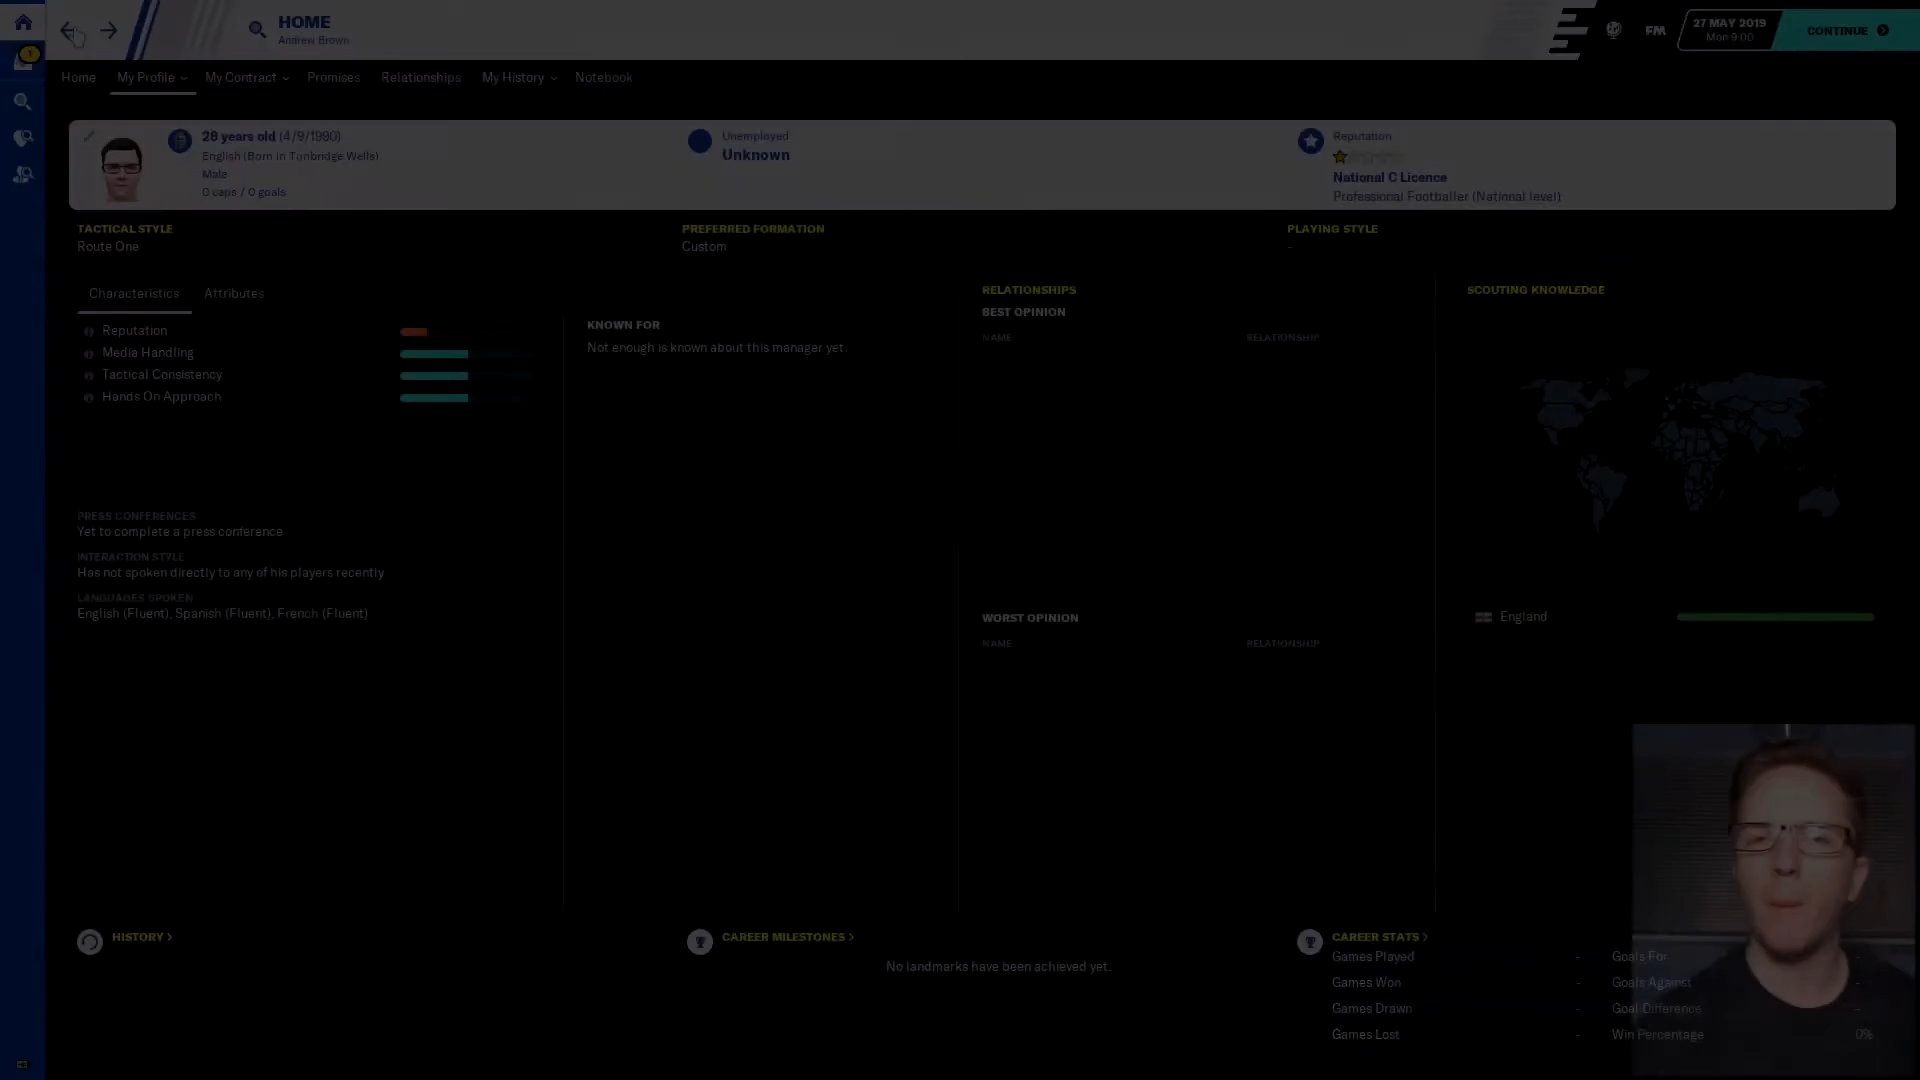 HOME
Andrew Brown
FM
27 MAY 2019
Mon 9:00
CONTINUE
1
Home
My Profile
My Contract
Promises
Relationships
My History
Notebook
28 years old (4/9/1990)
English (Born in Tunbridge Wells)
Male
0 caps / 0 goals
Unemployed
Unknown
Reputation
National C Licence
Professional Footballer (National level)
TACTICAL STYLE
Route One
PREFERRED FORMATION
Custom
PLAYING STYLE
-
Characteristics
Attributes
Reputation
Media Handling
Tactical Consistency
Hands On Approach
PRESS CONFERENCES
Yet to complete a press conference
INTERACTION STYLE
Has not spoken directly to any of his players recently
LANGUAGES SPOKEN
English (Fluent), Spanish (Fluent), French (Fluent)
KNOWN FOR
Not enough is known about this manager yet.
RELATIONSHIPS
BEST OPINION
NAME RELATIONSHIP
WORST OPINION
NAME RELATIONSHIP
SCOUTING KNOWLEDGE
England
HISTORY >
CAREER MILESTONES >
No landmarks have been achieved yet.
CAREER STATS >
Games Played - Goals For -
Games Won - Goals Against -
Games Drawn - Goal Difference -
Games Lost - Win Percentage 0%